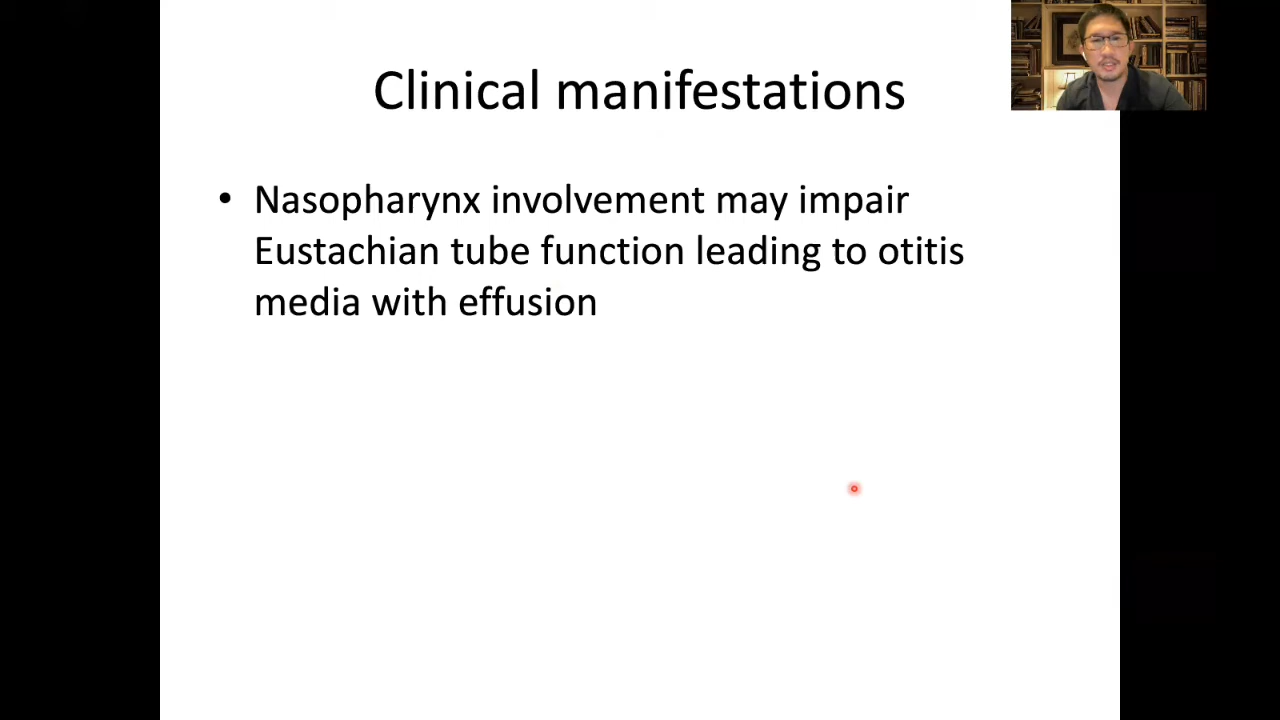 Clinical manifestations
• Nasopharynx involvement may impair
Eustachian tube function leading to otitis
media with effusion